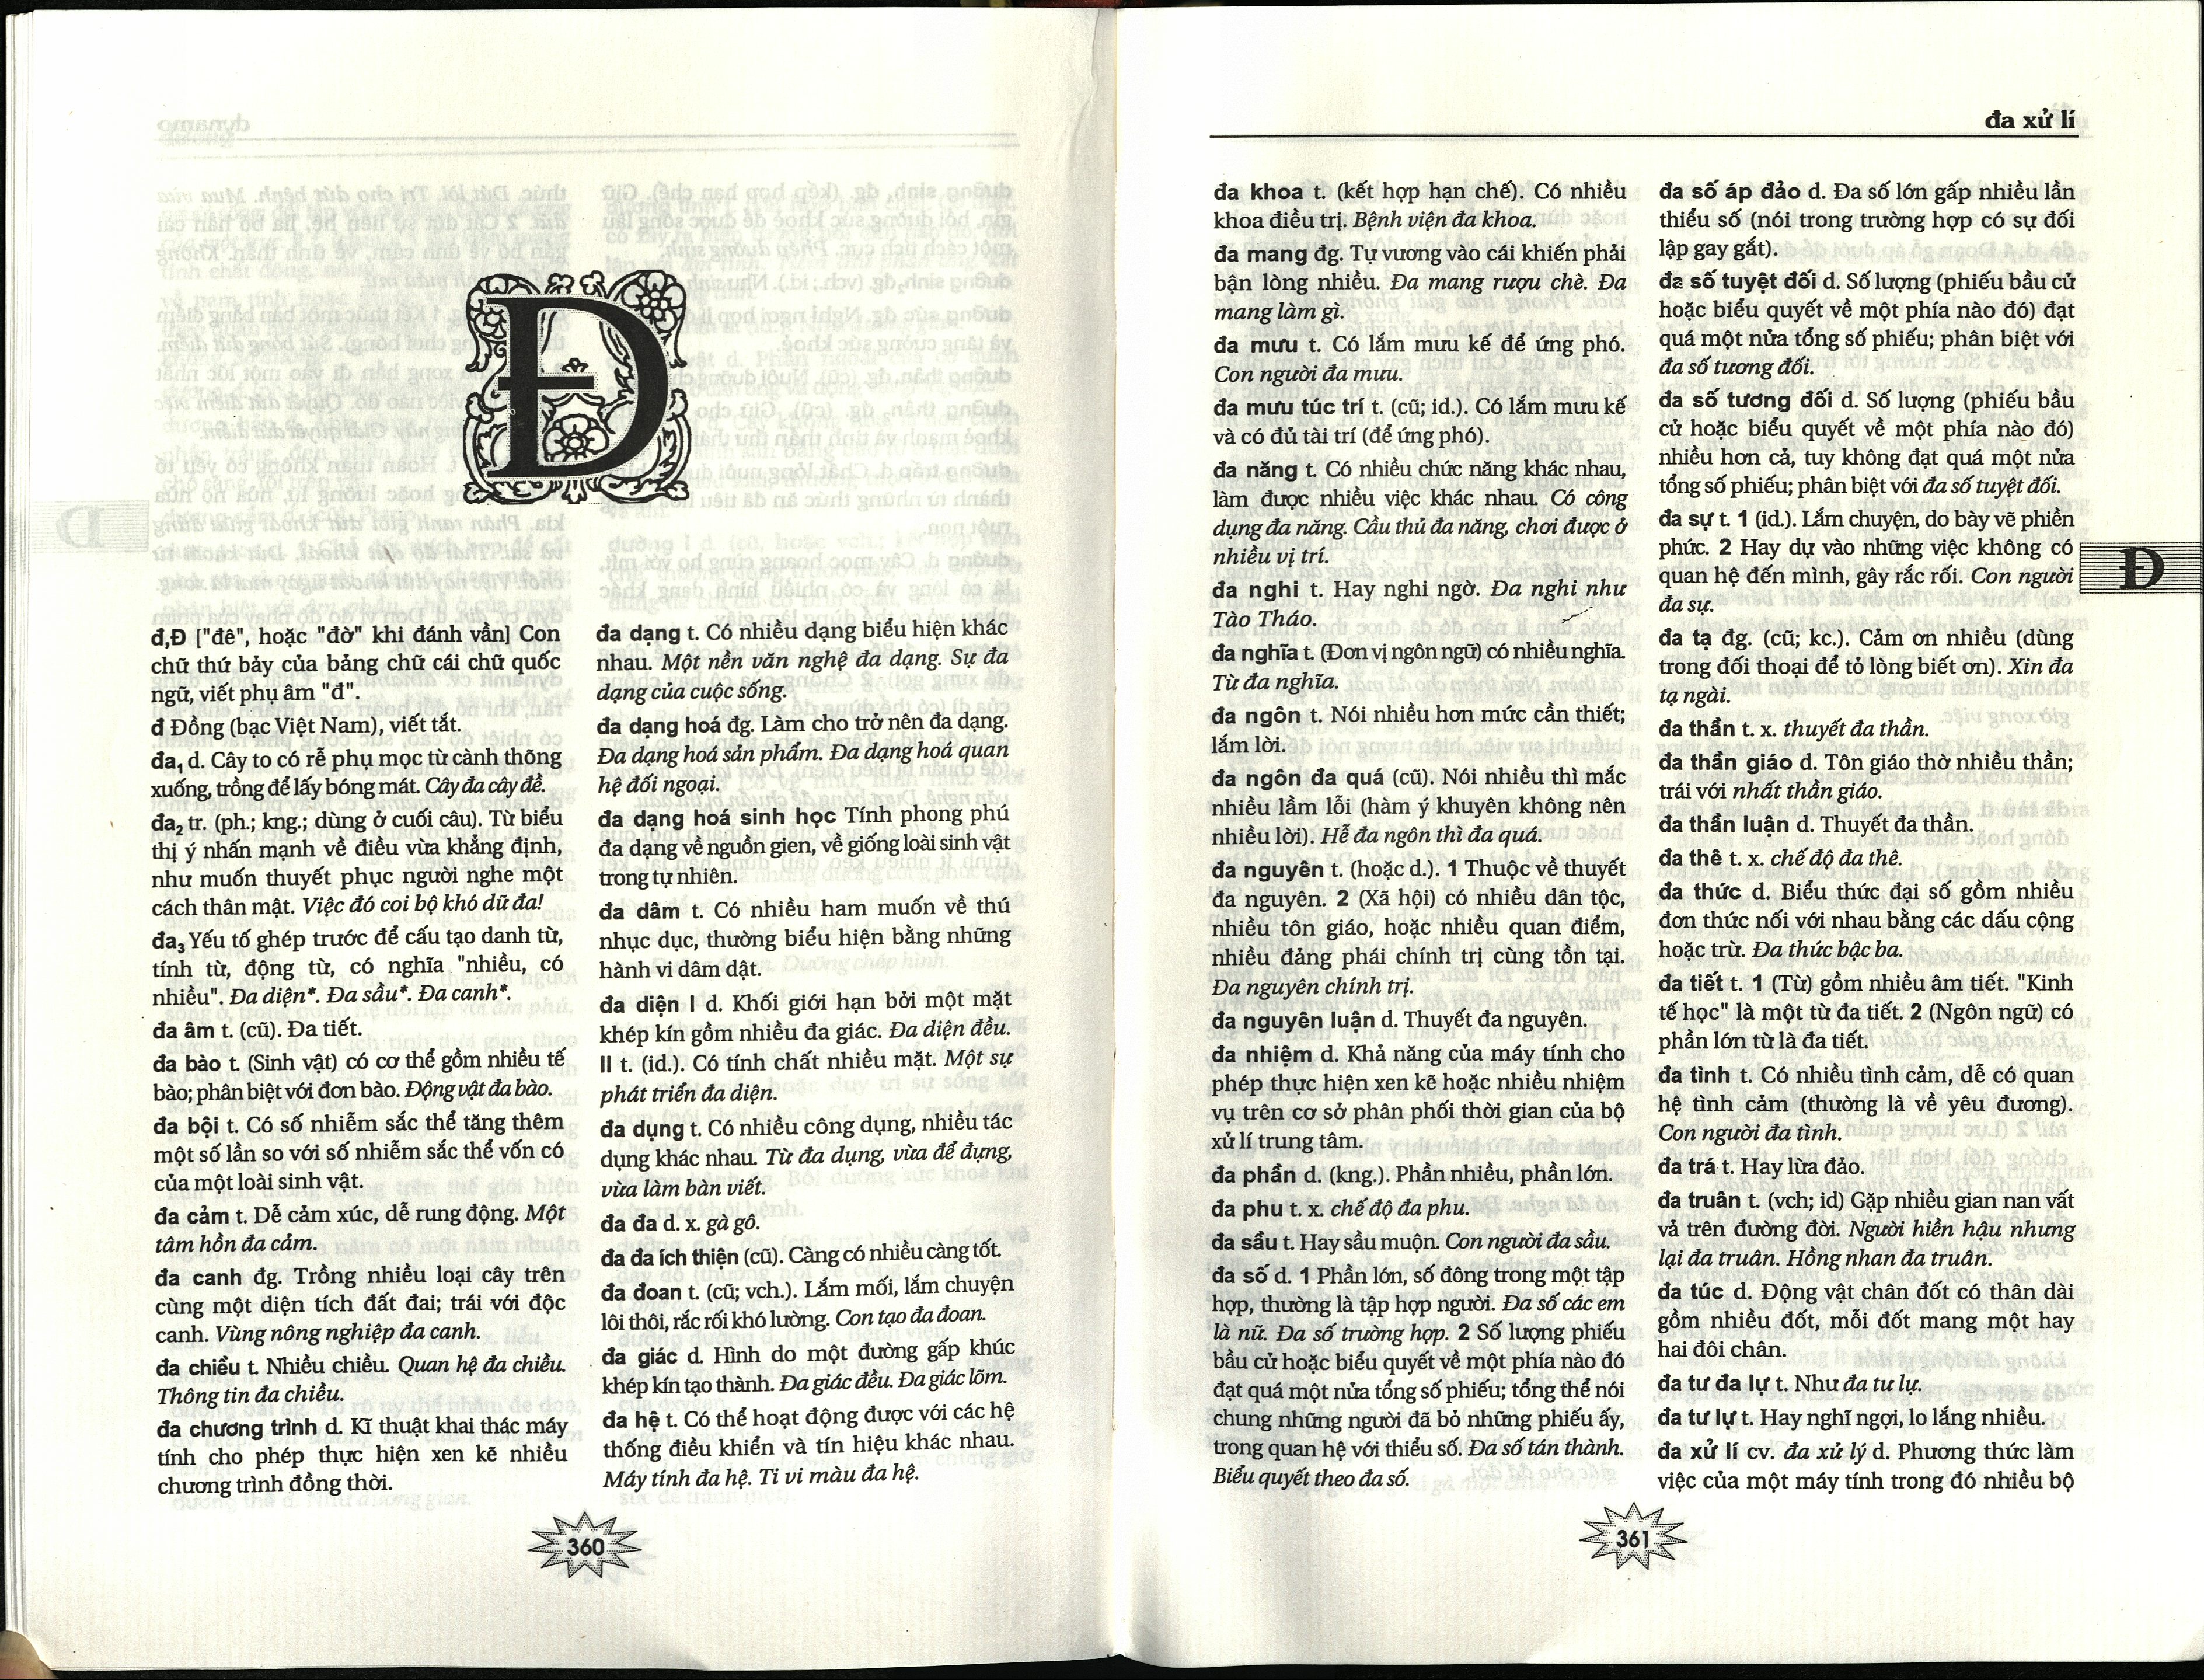 Đ
đ,Đ ["đê", hoặc "đờ" khi đánh vần] Con
chữ thứ bảy của bảng chữ cái chữ quốc
ngữ, viết phụ âm "đ".
đ Đồng (bạc Việt Nam), viết tắt.
đa₁ d. Cây to có rễ phụ mọc từ cành thõng
xuống, trồng để lấy bóng mát. Cây đa cây đề.
đa₂ tr. (ph.; kng.; dùng ở cuối câu). Từ biểu
thị ý nhấn mạnh về điều vừa khẳng định,
như muốn thuyết phục người nghe một
cách thân mật. Việc đó coi bộ khó dữ đa!
đa₃ Yếu tố ghép trước để cấu tạo danh từ,
tính từ, động từ, có nghĩa "nhiều, có
nhiều". Đa diện*. Đa sầu*. Đa canh*.
đa âm t. (cũ). Đa tiết.
đa bào t. (Sinh vật) có cơ thể gồm nhiều tế
bào; phân biệt với đơn bào. Động vật đa bào.
đa bội t. Có số nhiễm sắc thể tăng thêm
một số lần so với số nhiễm sắc thể vốn có
của một loài sinh vật.
đa cảm t. Dễ cảm xúc, dễ rung động. Một
tâm hồn đa cảm.
đa canh đg. Trồng nhiều loại cây trên
cùng một diện tích đất đai; trái với độc
canh. Vùng nông nghiệp đa canh.
đa chiều t. Nhiều chiều. Quan hệ đa chiều.
Thông tin đa chiều.
đa chương trình d. Kĩ thuật khai thác máy
tính cho phép thực hiện xen kẽ nhiều
chương trình đồng thời.
đa dạng t. Có nhiều dạng biểu hiện khác
nhau. Một nền văn nghệ đa dạng. Sự đa
dạng của cuộc sống.
đa dạng hoá đg. Làm cho trở nên đa dạng.
Đa dạng hoá sản phẩm. Đa dạng hoá quan
hệ đối ngoại.
đa dạng hoá sinh học Tính phong phú
đa dạng về nguồn gien, về giống loài sinh vật
trong tự nhiên.
đa dâm t. Có nhiều ham muốn về thú
nhục dục, thường biểu hiện bằng những
hành vi dâm dật.
đa diện I d. Khối giới hạn bởi một mặt
khép kín gồm nhiều đa giác. Đa diện đều.
II t. (id.). Có tính chất nhiều mặt. Một sự
phát triển đa diện.
đa dụng t. Có nhiều công dụng, nhiều tác
dụng khác nhau. Từ đa dụng, vừa để đựng,
vừa làm bàn viết.
đa đa d. x. gà gô.
đa đa ích thiện (cũ). Càng có nhiều càng tốt.
đa đoan t. (cũ; vch.). Lắm mối, lắm chuyện
lôi thôi, rắc rối khó lường. Con tạo đa đoan.
đa giác d. Hình do một đường gấp khúc
khép kín tạo thành. Đa giác đều. Đa giác lõm.
đa hệ t. Có thể hoạt động được với các hệ
thống điều khiển và tín hiệu khác nhau.
Máy tính đa hệ. Ti vi màu đa hệ.
360
đa xử lí
đa khoa t. (kết hợp hạn chế). Có nhiều
khoa điều trị. Bệnh viện đa khoa.
đa mang đg. Tự vương vào cái khiến phải
bận lòng nhiều. Đa mang rượu chè. Đa
mang làm gì.
đa mưu t. Có lắm mưu kế để ứng phó.
Con người đa mưu.
đa mưu túc trí t. (cũ; id.). Có lắm mưu kế
và có đủ tài trí (để ứng phó).
đa năng t. Có nhiều chức năng khác nhau,
làm được nhiều việc khác nhau. Có công
dụng đa năng. Cầu thủ đa năng, chơi được ở
nhiều vị trí.
đa nghi t. Hay nghi ngờ. Đa nghi như
Tào Tháo.
đa nghĩa t. (Đơn vị ngôn ngữ) có nhiều nghĩa.
Từ đa nghĩa.
đa ngôn t. Nói nhiều hơn mức cần thiết;
lắm lời.
đa ngôn đa quá (cũ). Nói nhiều thì mắc
nhiều lầm lỗi (hàm ý khuyên không nên
nhiều lời). Hễ đa ngôn thì đa quá.
đa nguyên t. (hoặc d.). 1 Thuộc về thuyết
đa nguyên. 2 (Xã hội) có nhiều dân tộc,
nhiều tôn giáo, hoặc nhiều quan điểm,
nhiều đảng phái chính trị cùng tồn tại.
Đa nguyên chính trị.
đa nguyên luận d. Thuyết đa nguyên.
đa nhiệm d. Khả năng của máy tính cho
phép thực hiện xen kẽ hoặc nhiều nhiệm
vụ trên cơ sở phân phối thời gian của bộ
xử lí trung tâm.
đa phần d. (kng.). Phần nhiều, phần lớn.
đa phu t. x. chế độ đa phu.
đa sầu t. Hay sầu muộn. Con người đa sầu.
đa số d. 1 Phần lớn, số đông trong một tập
hợp, thường là tập hợp người. Đa số các em
là nữ. Đa số trường hợp. 2 Số lượng phiếu
bầu cử hoặc biểu quyết về một phía nào đó
đạt quá một nửa tổng số phiếu; tổng thể nói
chung những người đã bỏ những phiếu ấy,
trong quan hệ với thiểu số. Đa số tán thành.
Biểu quyết theo đa số.
đa số áp đảo d. Đa số lớn gấp nhiều lần
thiểu số (nói trong trường hợp có sự đối
lập gay gắt).
đa số tuyệt đối d. Số lượng (phiếu bầu cử
hoặc biểu quyết về một phía nào đó) đạt
quá một nửa tổng số phiếu; phân biệt với
đa số tương đối.
đa số tương đối d. Số lượng (phiếu bầu
cử hoặc biểu quyết về một phía nào đó)
nhiều hơn cả, tuy không đạt quá một nửa
tổng số phiếu; phân biệt với đa số tuyệt đối.
đa sự t. 1 (id.). Lắm chuyện, do bày vẽ phiền
phức. 2 Hay dự vào những việc không có
quan hệ đến mình, gây rắc rối. Con người
đa sự.
đa tạ đg. (cũ; kc.). Cảm ơn nhiều (dùng
trong đối thoại để tỏ lòng biết ơn). Xin đa
tạ ngài.
đa thần t. x. thuyết đa thần.
đa thần giáo d. Tôn giáo thờ nhiều thần;
trái với nhất thần giáo.
đa thần luận d. Thuyết đa thần.
đa thê t. x. chế độ đa thê.
đa thức d. Biểu thức đại số gồm nhiều
đơn thức nối với nhau bằng các dấu cộng
hoặc trừ. Đa thức bậc ba.
đa tiết t. 1 (Từ) gồm nhiều âm tiết. "Kinh
tế học" là một từ đa tiết. 2 (Ngôn ngữ) có
phần lớn từ là đa tiết.
đa tình t. Có nhiều tình cảm, dễ có quan
hệ tình cảm (thường là về yêu đương).
Con người đa tình.
đa trá t. Hay lừa đảo.
đa truân t. (vch; id) Gặp nhiều gian nan vất
vả trên đường đời. Người hiền hậu nhưng
lại đa truân. Hồng nhan đa truân.
đa túc d. Động vật chân đốt có thân dài
gồm nhiều đốt, mỗi đốt mang một hay
hai đôi chân.
đa tư đa lự t. Như đa tư lự.
đa tư lự t. Hay nghĩ ngợi, lo lắng nhiều.
đa xử lí cv. đa xử lý d. Phương thức làm
việc của một máy tính trong đó nhiều bộ
Đ
361